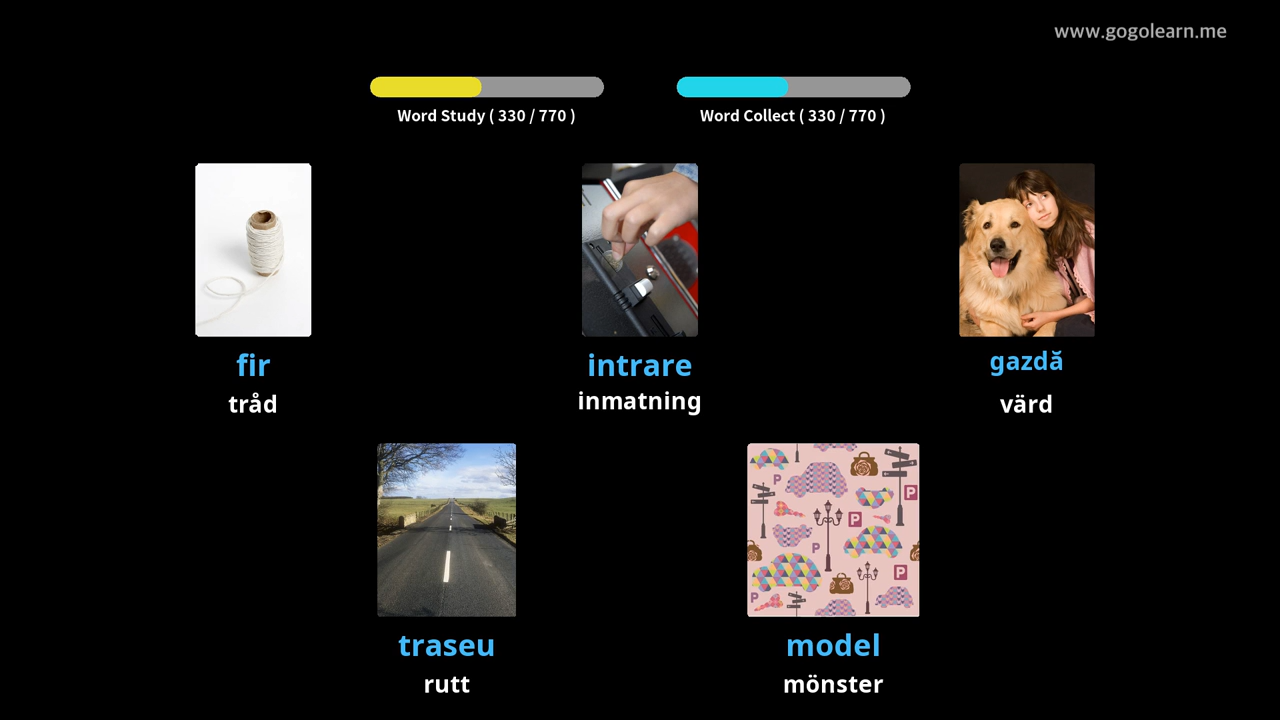 www.gogolearn.me
Word Study ( 330 / 770 )
Word Collect ( 330 / 770 )
fir
tråd
intrare
inmatning
gazdă
värd
traseu
rutt
model
mönster
P
P
P
P
P
P